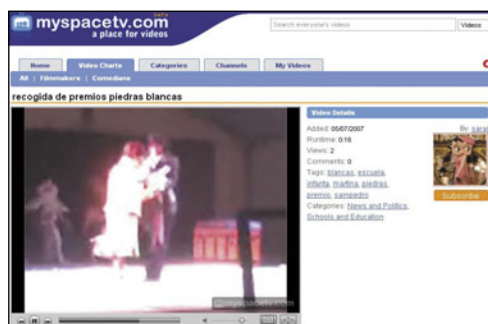 myspacetv.com beta
a place for videos
Search everyone's videos
Videos
Home
Video Charts
Categories
Channels
My Videos
All | Filmmakers | Comedians
recogida de premios piedras blancas
Video Details
Added: 05/07/2007
By: sarai
Runtime: 0:16
Views: 2
Comments: 0
Tags: blancas, escuela,
infanta, martina, piedras,
premio, sampedro
Categories: News and Politics,
Schools and Education
Subscribe
@myspacetv.com